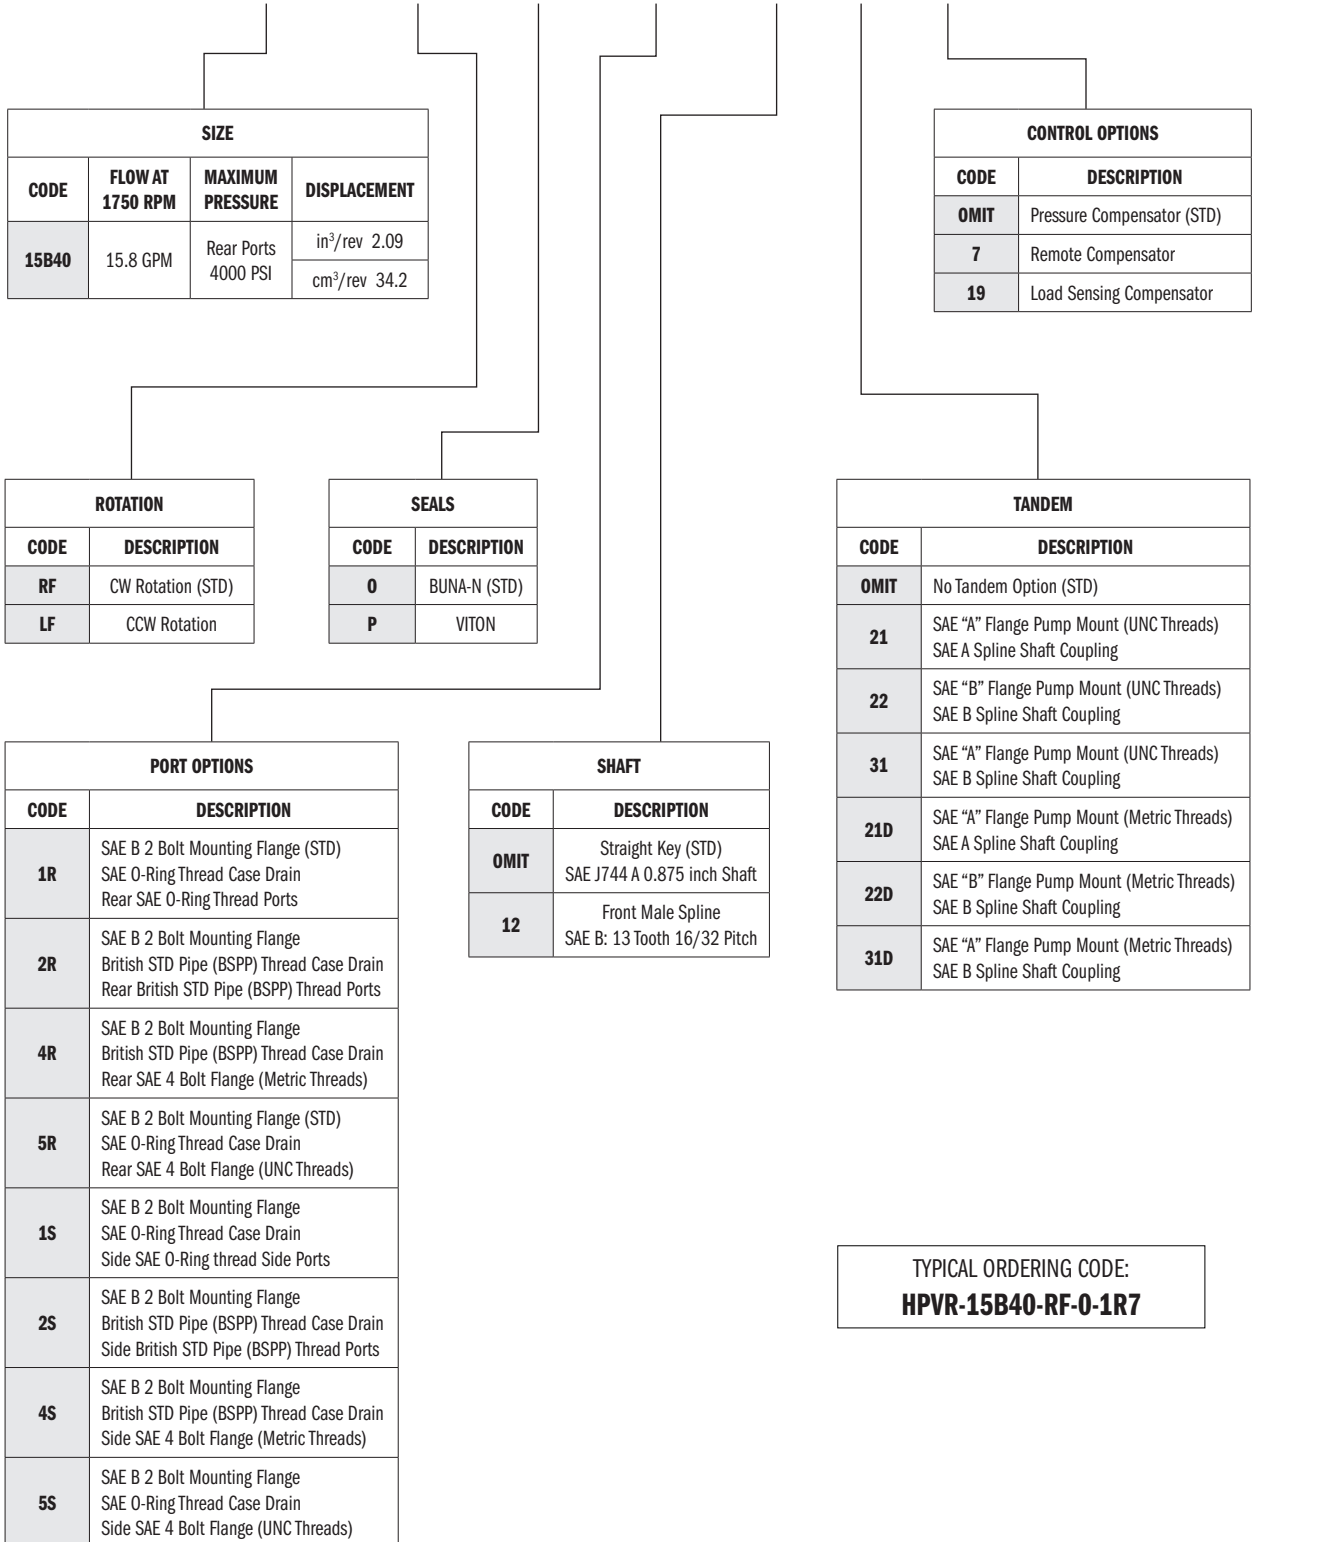 SIZE
CODE
FLOW AT
1750 RPM
MAXIMUM
PRESSURE
DISPLACEMENT
15B40
15.8 GPM
Rear Ports
4000 PSI
in³/rev 2.09
cm³/rev 34.2
CONTROL OPTIONS
CODE DESCRIPTION
OMIT Pressure Compensator (STD)
7 Remote Compensator
19 Load Sensing Compensator
ROTATION
CODE DESCRIPTION
RF CW Rotation (STD)
LF CCW Rotation
SEALS
CODE DESCRIPTION
0 BUNA-N (STD)
P VITON
TANDEM
CODE DESCRIPTION
OMIT No Tandem Option (STD)
21
SAE “A” Flange Pump Mount (UNC Threads)
SAE A Spline Shaft Coupling
22
SAE “B” Flange Pump Mount (UNC Threads)
SAE B Spline Shaft Coupling
31
SAE “A” Flange Pump Mount (UNC Threads)
SAE B Spline Shaft Coupling
21D
SAE “A” Flange Pump Mount (Metric Threads)
SAE A Spline Shaft Coupling
22D
SAE “B” Flange Pump Mount (Metric Threads)
SAE B Spline Shaft Coupling
31D
SAE “A” Flange Pump Mount (Metric Threads)
SAE B Spline Shaft Coupling
PORT OPTIONS
CODE DESCRIPTION
1R
SAE B 2 Bolt Mounting Flange (STD)
SAE O-Ring Thread Case Drain
Rear SAE O-Ring Thread Ports
2R
SAE B 2 Bolt Mounting Flange
British STD Pipe (BSPP) Thread Case Drain
Rear British STD Pipe (BSPP) Thread Ports
4R
SAE B 2 Bolt Mounting Flange
British STD Pipe (BSPP) Thread Case Drain
Rear SAE 4 Bolt Flange (Metric Threads)
5R
SAE B 2 Bolt Mounting Flange (STD)
SAE O-Ring Thread Case Drain
Rear SAE 4 Bolt Flange (UNC Threads)
1S
SAE B 2 Bolt Mounting Flange
SAE O-Ring Thread Case Drain
Side SAE O-Ring thread Side Ports
2S
SAE B 2 Bolt Mounting Flange
British STD Pipe (BSPP) Thread Case Drain
Side British STD Pipe (BSPP) Thread Ports
4S
SAE B 2 Bolt Mounting Flange
British STD Pipe (BSPP) Thread Case Drain
Side SAE 4 Bolt Flange (Metric Threads)
5S
SAE B 2 Bolt Mounting Flange
SAE O-Ring Thread Case Drain
Side SAE 4 Bolt Flange (UNC Threads)
SHAFT
CODE DESCRIPTION
OMIT
Straight Key (STD)
SAE J744 A 0.875 inch Shaft
12
Front Male Spline
SAE B: 13 Tooth 16/32 Pitch
TYPICAL ORDERING CODE:
HPVR-15B40-RF-0-1R7